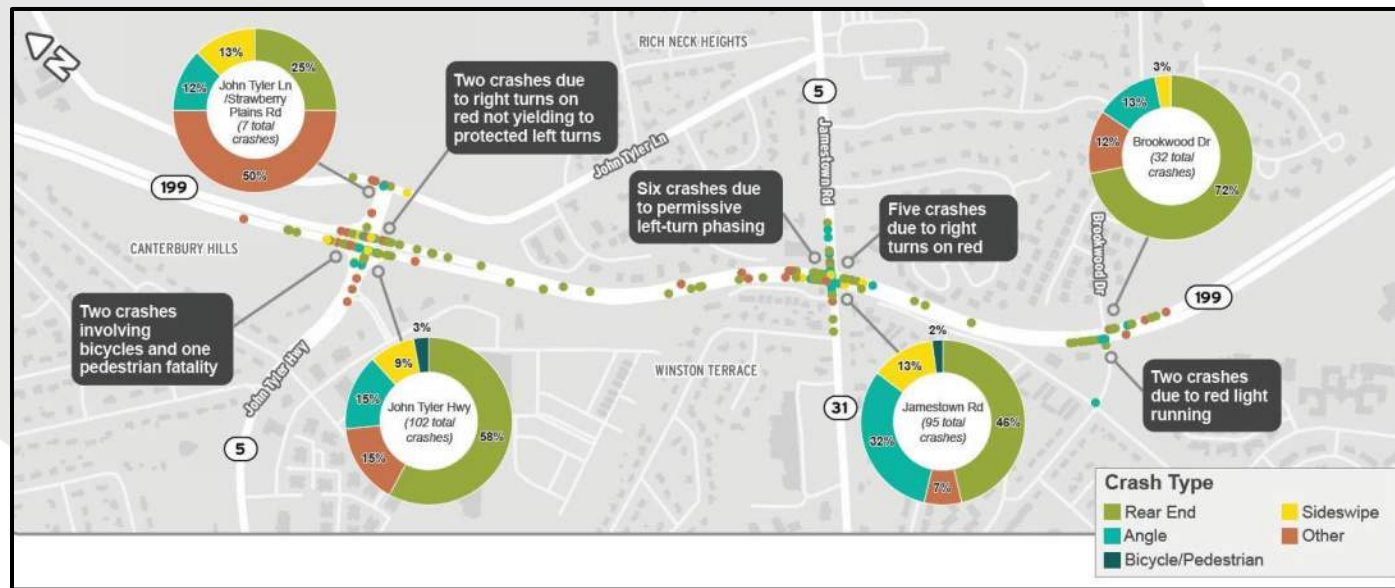 N
RICH NECK HEIGHTS
13%
25%
12%
50%
John Tyler Ln
/Strawberry
Plains Rd
(7 total
crashes)
Two crashes due
to right turns on
red not yielding to
protected left turns
199
John Tyler Ln
5
Jamestown Rd
3%
13%
12%
72%
Brookwood Dr
(32 total
crashes)
Six crashes due
to permissive
left-turn phasing
Five crashes
due to right
turns on red
CANTERBURY HILLS
Brookwood Dr
199
Two crashes
involving
bicycles and one
pedestrian fatality
John Tyler Hwy
5
3%
9%
15%
15%
58%
John Tyler Hwy
(102 total
crashes)
WINSTON TERRACE
31
2%
13%
32%
7%
46%
Jamestown Rd
(95 total
crashes)
Two crashes
due to red light
running
Crash Type
Rear End
Sideswipe
Angle
Other
Bicycle/Pedestrian